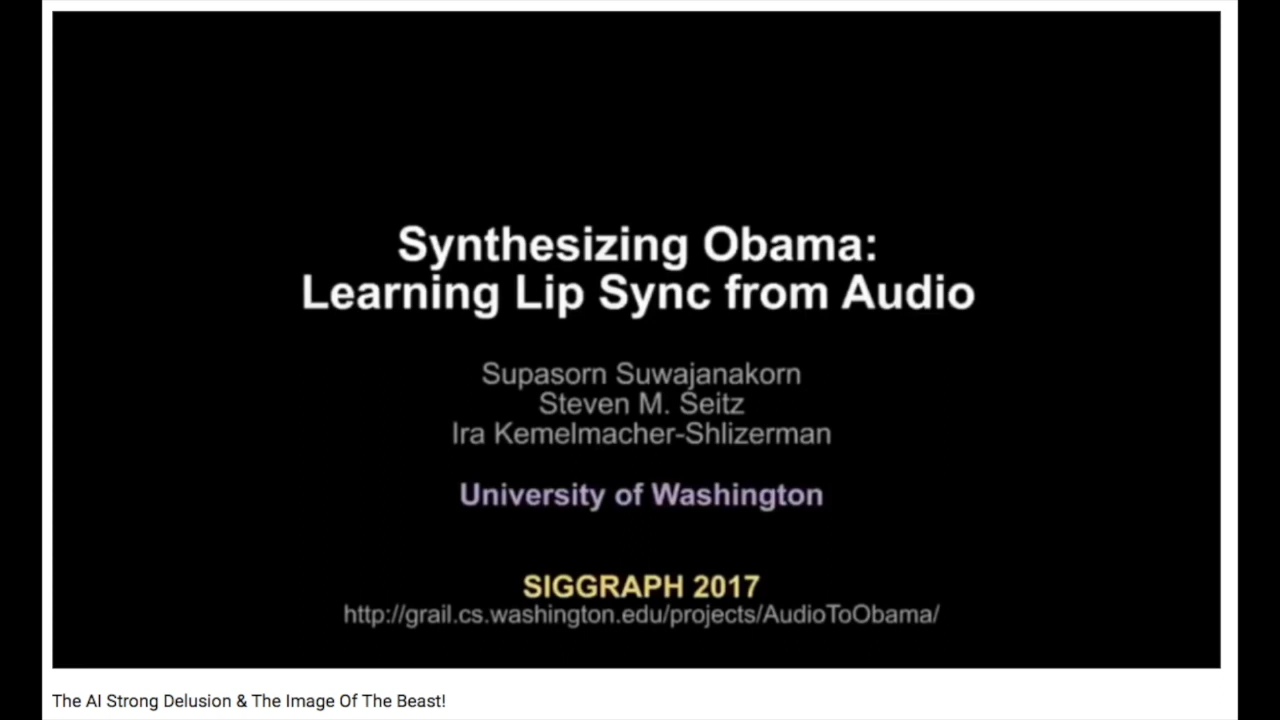 Synthesizing Obama:
Learning Lip Sync from Audio
Supasorn Suwajanakorn
Steven M. Seitz
Ira Kemelmacher-Shlizerman
University of Washington
SIGGRAPH 2017
http://grail.cs.washington.edu/projects/AudioToObama/
The AI Strong Delusion & The Image Of The Beast!